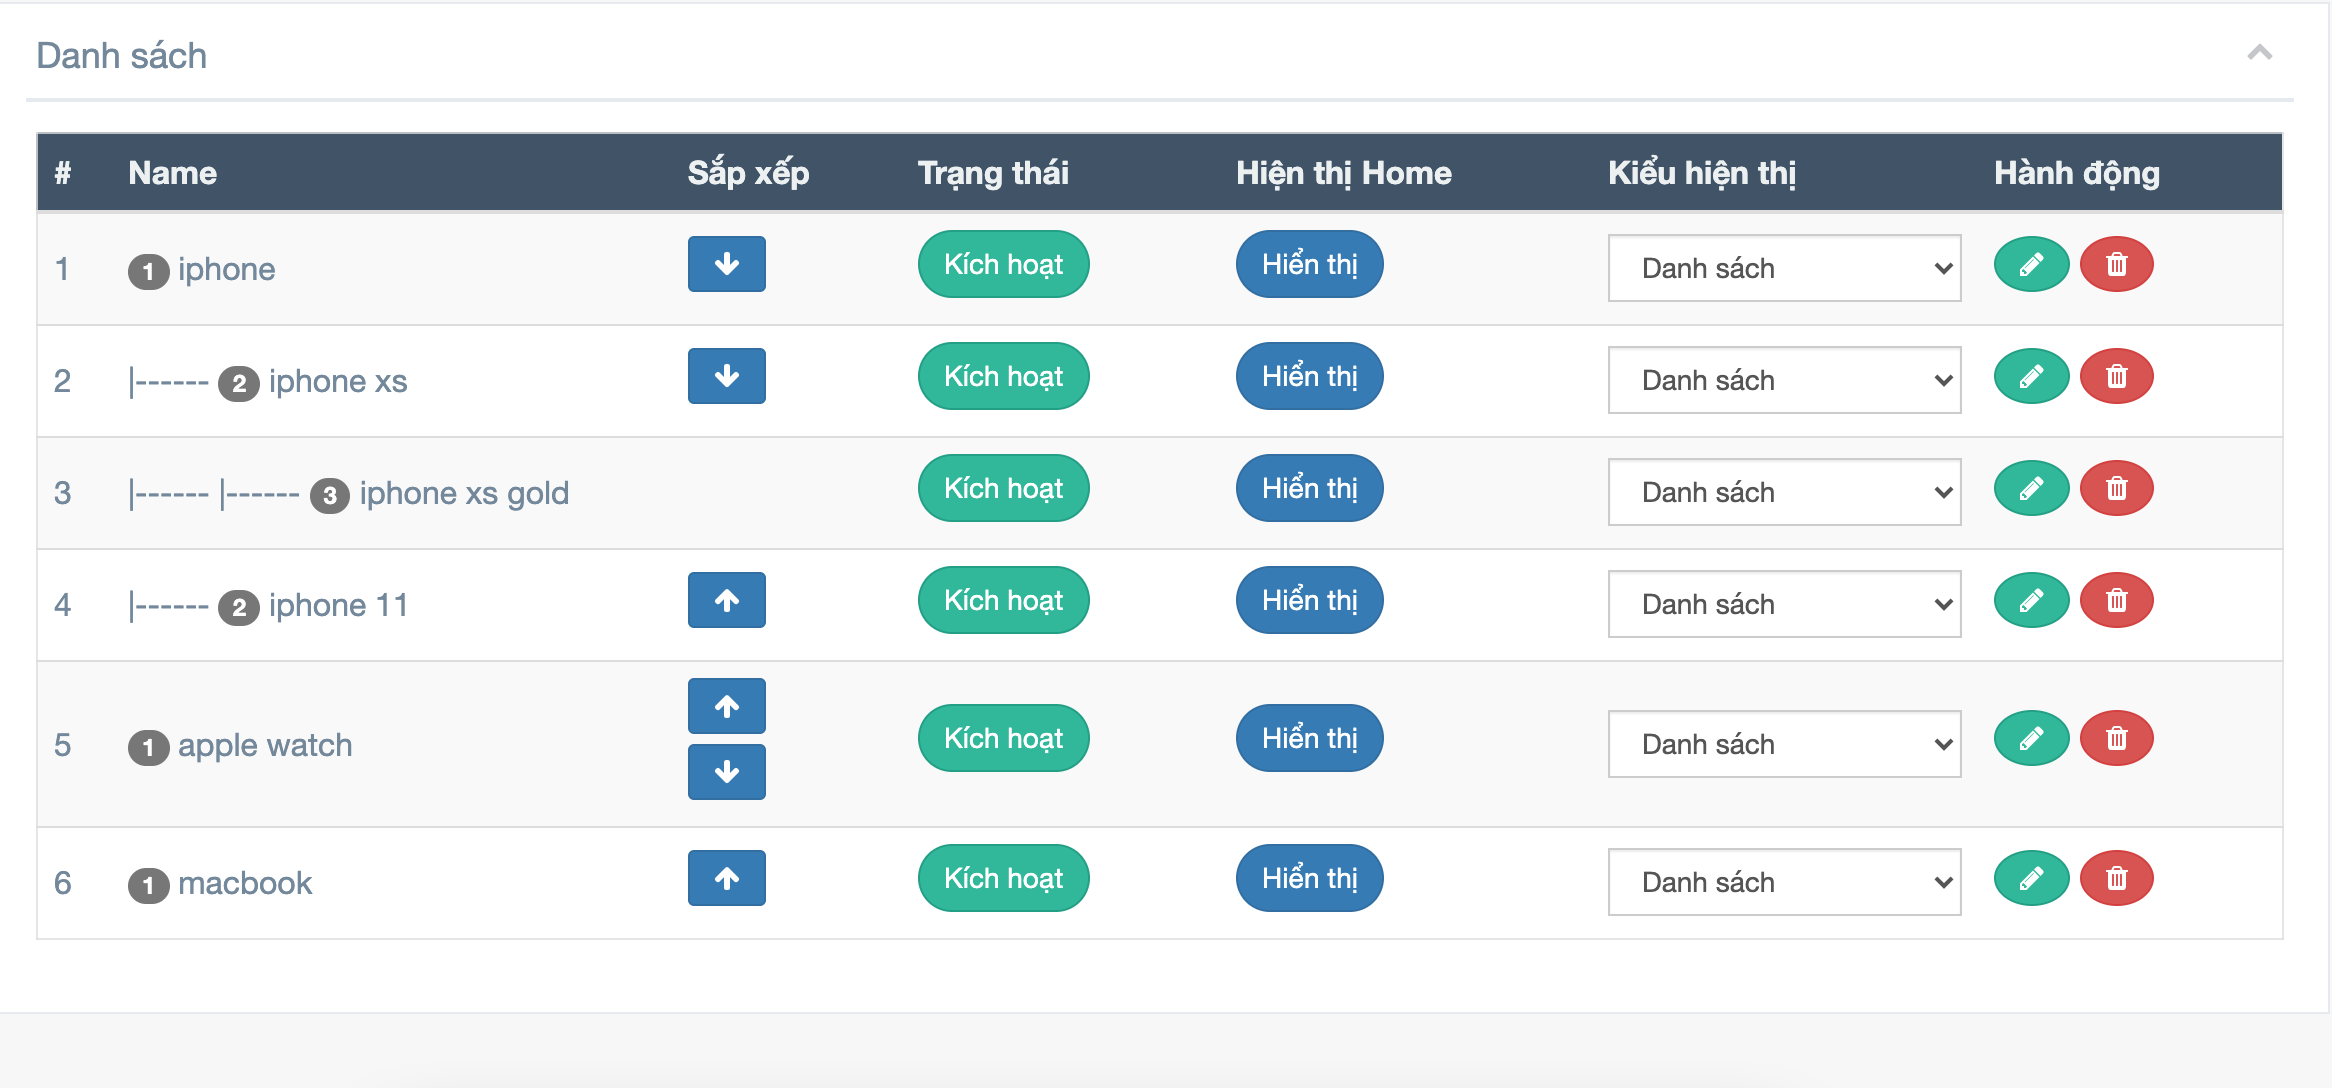 Danh sách
# Name Sắp xếp Trạng thái Hiện thị Home Kiểu hiện thị Hành động
1 1 iphone Kích hoạt Hiển thị Danh sách
2 |------ 2 iphone xs Kích hoạt Hiển thị Danh sách
3 |------ |------ 3 iphone xs gold Kích hoạt Hiển thị Danh sách
4 |------ 2 iphone 11 Kích hoạt Hiển thị Danh sách
5 1 apple watch Kích hoạt Hiển thị Danh sách
6 1 macbook Kích hoạt Hiển thị Danh sách